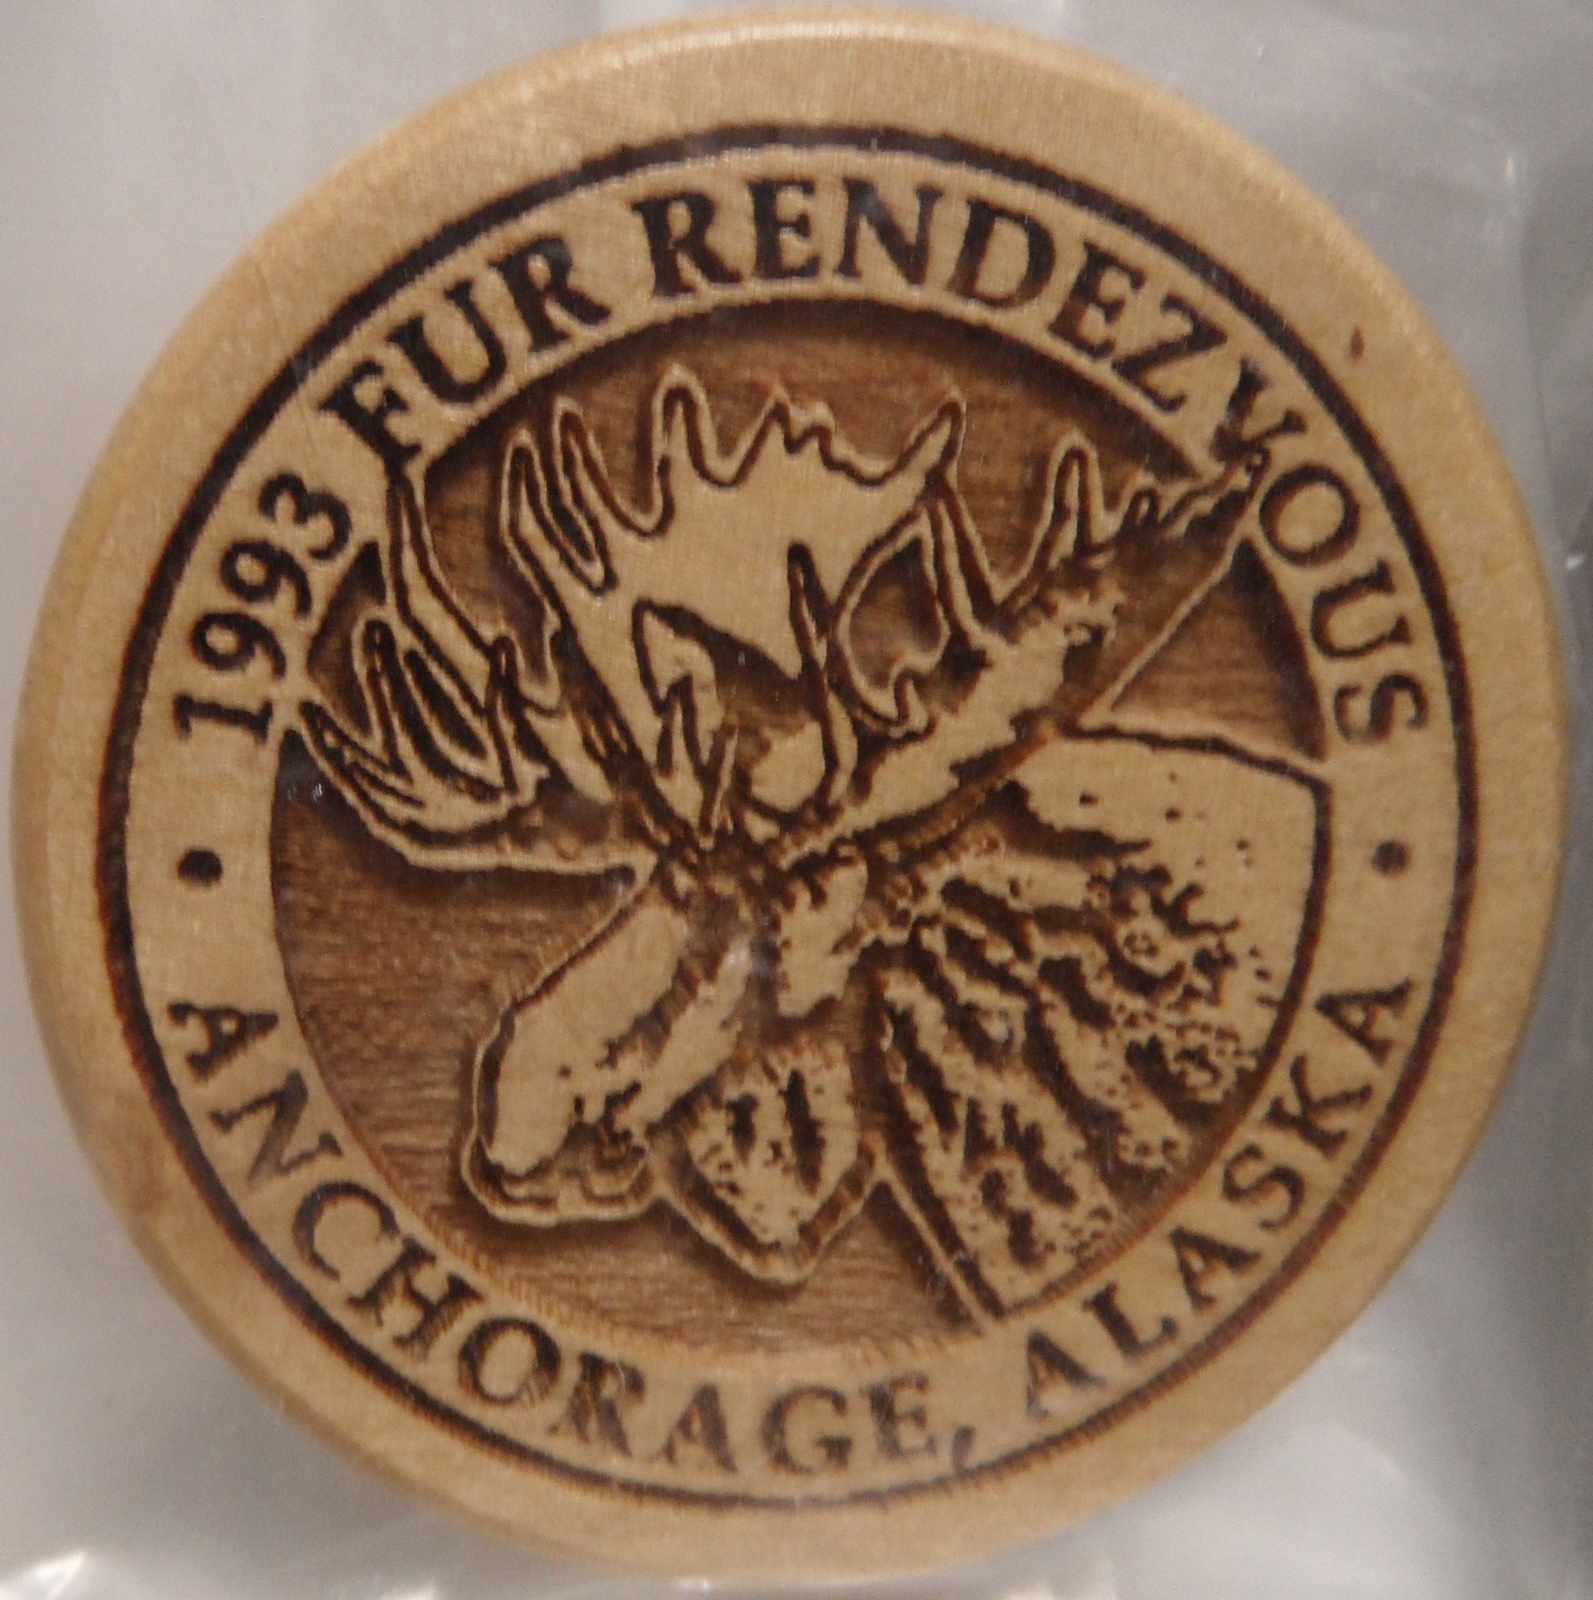 1993 FUR RENDEZVOUS
• ANCHORAGE, ALASKA •